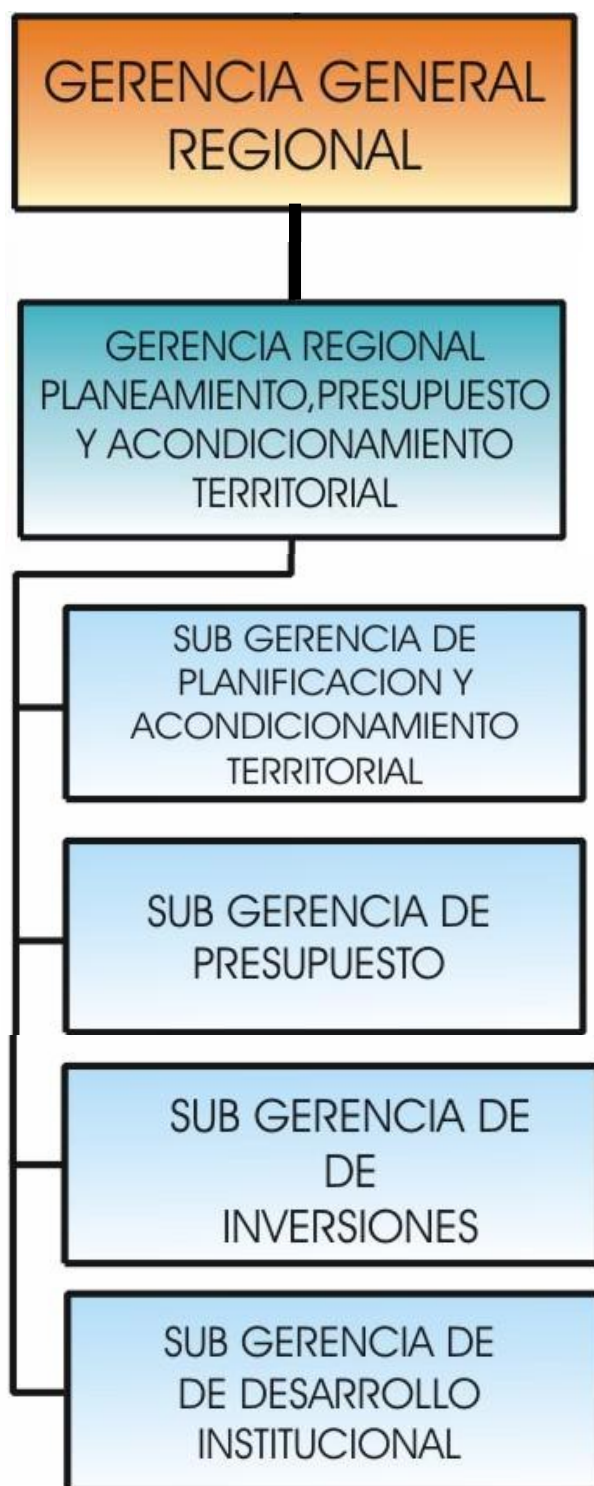 GERENCIA GENERAL
REGIONAL
GERENCIA REGIONAL
PLANEAMIENTO,PRESUPUESTO
Y ACONDICIONAMIENTO
TERRITORIAL
SUB GERENCIA DE
PLANIFICACION Y
ACONDICIONAMIENTO
TERRITORIAL
SUB GERENCIA DE
PRESUPUESTO
SUB GERENCIA DE
DE
INVERSIONES
SUB GERENCIA DE
DE DESARROLLO
INSTITUCIONAL